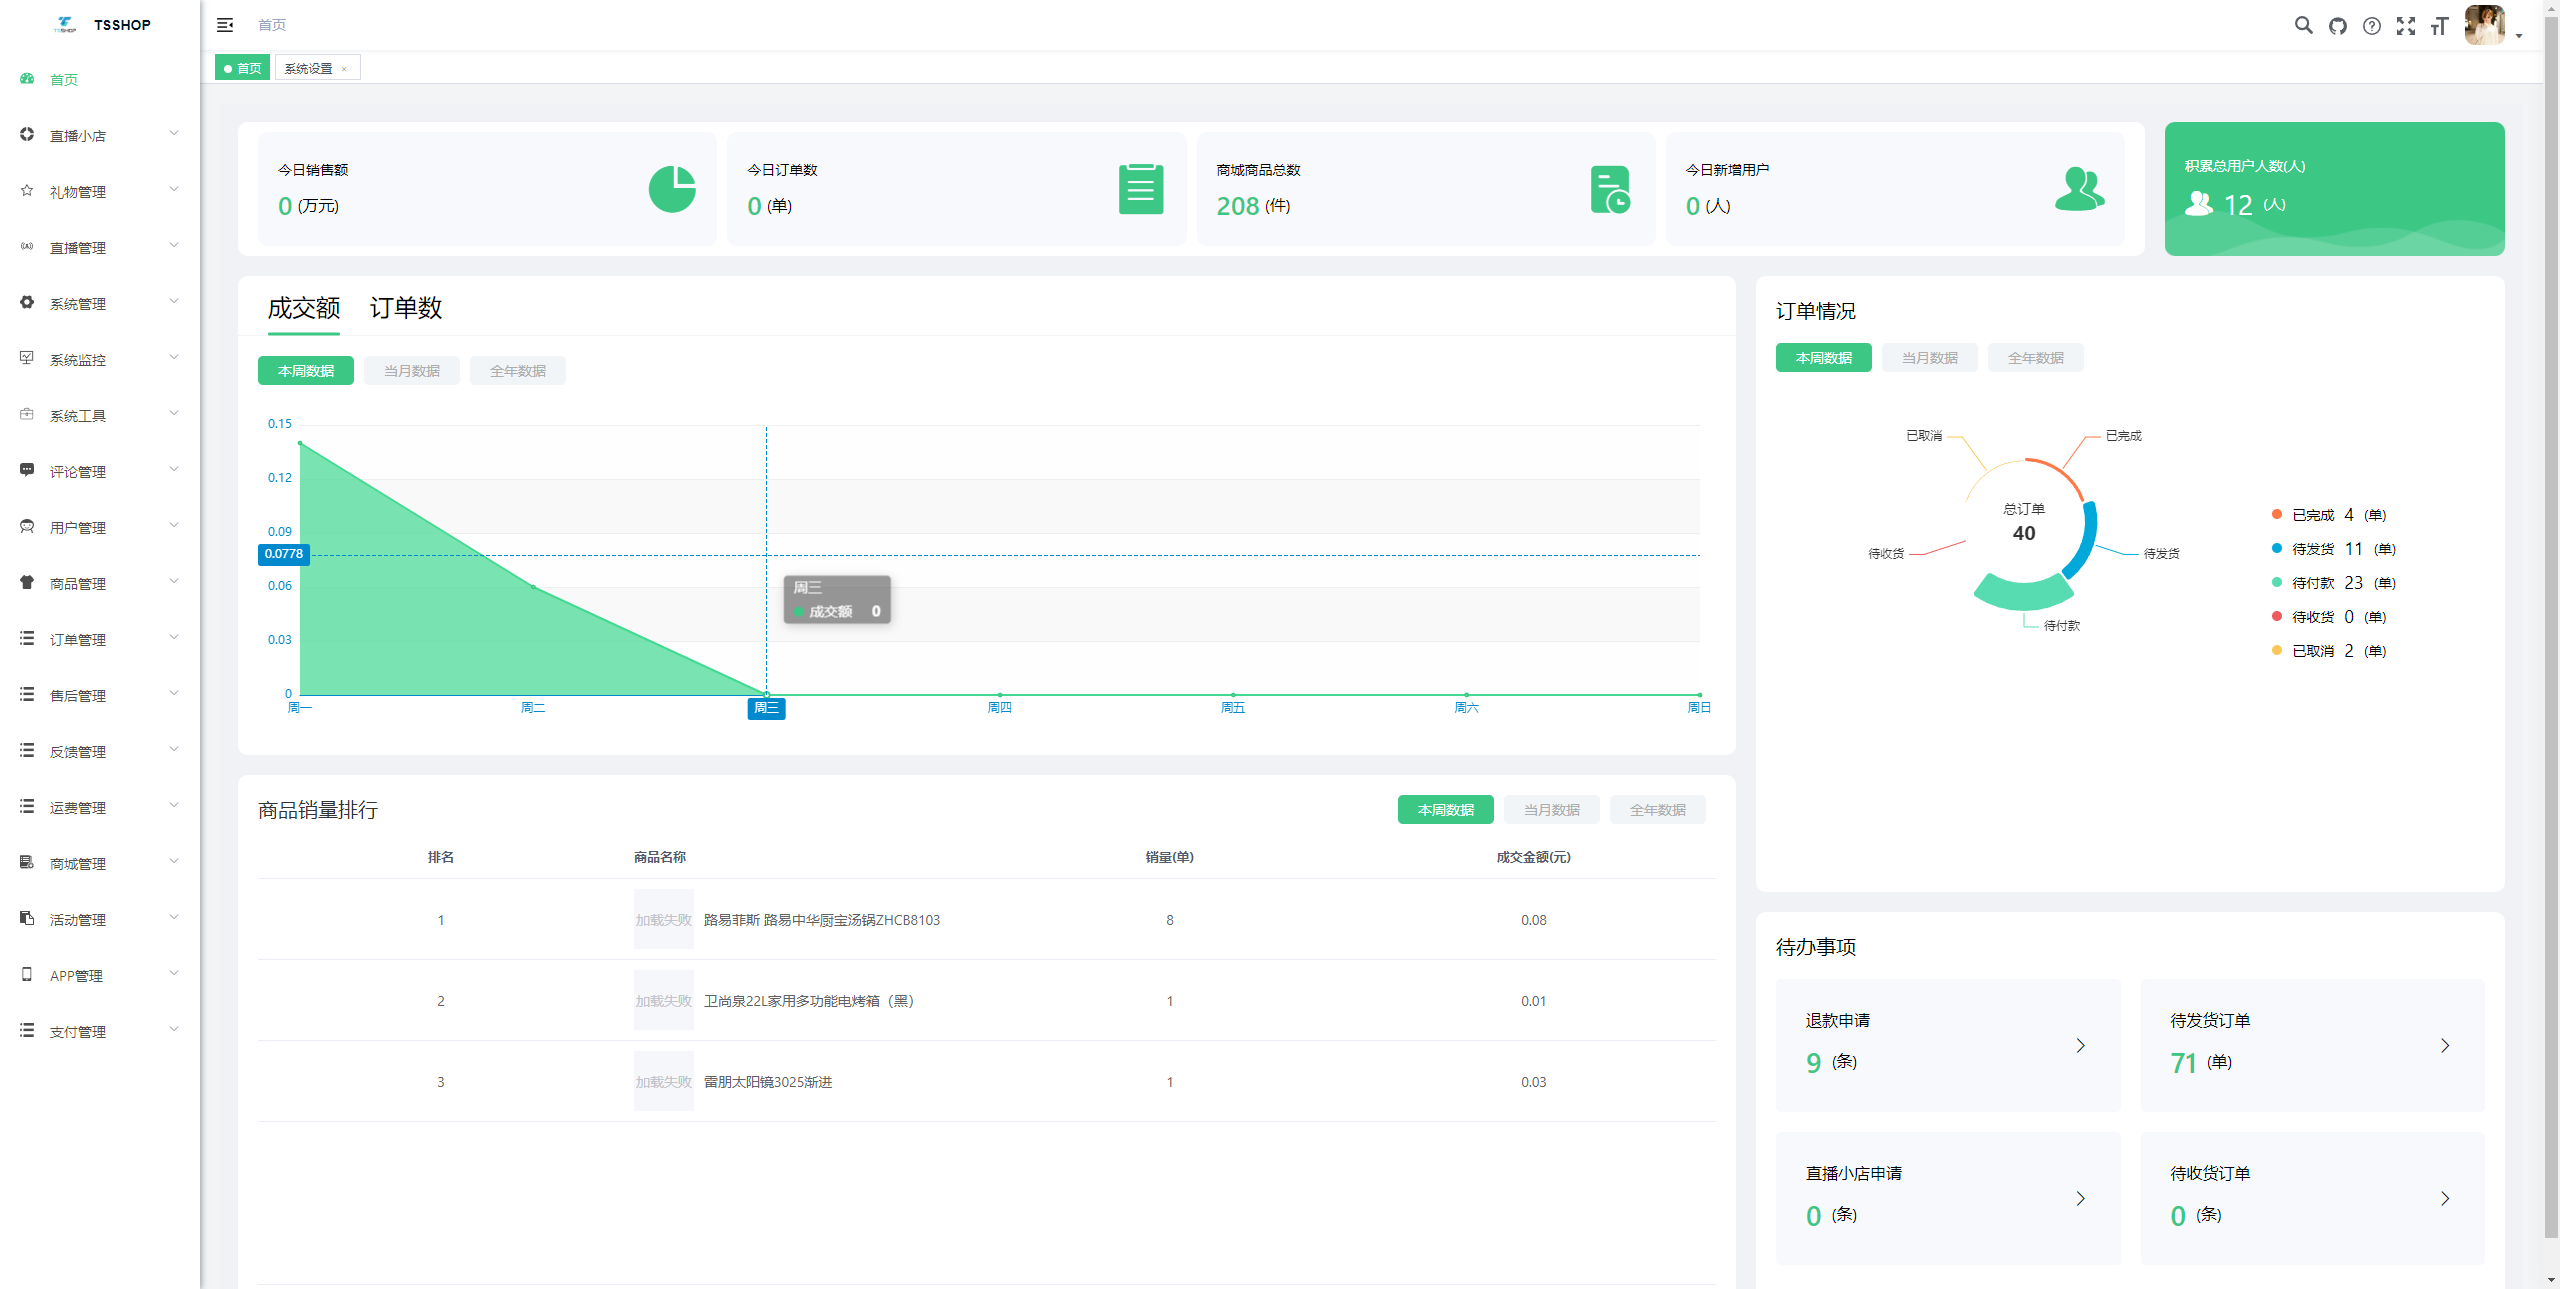 TSSHOP
首页
首页
系统设置 ×
首页
直播小店
礼物管理
直播管理
系统管理
系统监控
系统工具
评论管理
用户管理
商品管理
订单管理
售后管理
反馈管理
运费管理
商城管理
活动管理
APP管理
支付管理
今日销售额
0 (万元)
今日订单数
0 (单)
商城商品总数
208 (件)
今日新增用户
0 (人)
积累总用户人数(人)
12 (人)
成交额 订单数
本周数据 当月数据 全年数据
0.15
0.12
0.09
0.0778
0.06
0.03
0
周三
成交额 0
周一 周二 周三 周四 周五 周六 周日
订单情况
本周数据 当月数据 全年数据
已取消 已完成
总订单
40
待收货 待发货
待付款
已完成 4 (单)
待发货 11 (单)
待付款 23 (单)
待收货 0 (单)
已取消 2 (单)
商品销量排行
本周数据 当月数据 全年数据
排名 商品名称 销量(单) 成交金额(元)
1 加载失败 路易菲斯 路易中华厨宝汤锅ZHCB8103 8 0.08
2 加载失败 卫尚泉22L家用多功能电烤箱（黑） 1 0.01
3 加载失败 雷朋太阳镜3025渐进 1 0.03
待办事项
退款申请
9 (条)
待发货订单
71 (单)
直播小店申请
0 (条)
待收货订单
0 (条)